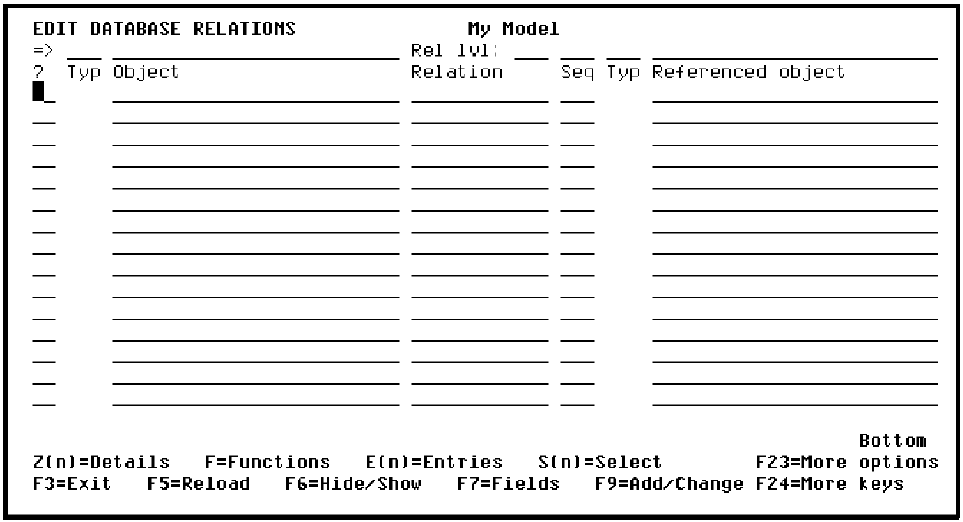 EDIT DATABASE RELATIONS My Model
=> Rel lvl:
? Typ Object Relation Seq Typ Referenced object
Bottom
Z(n)=Details F=Functions E(n)=Entries S(n)=Select F23=More options
F3=Exit F5=Reload F6=Hide/Show F7=Fields F9=Add/Change F24=More keys